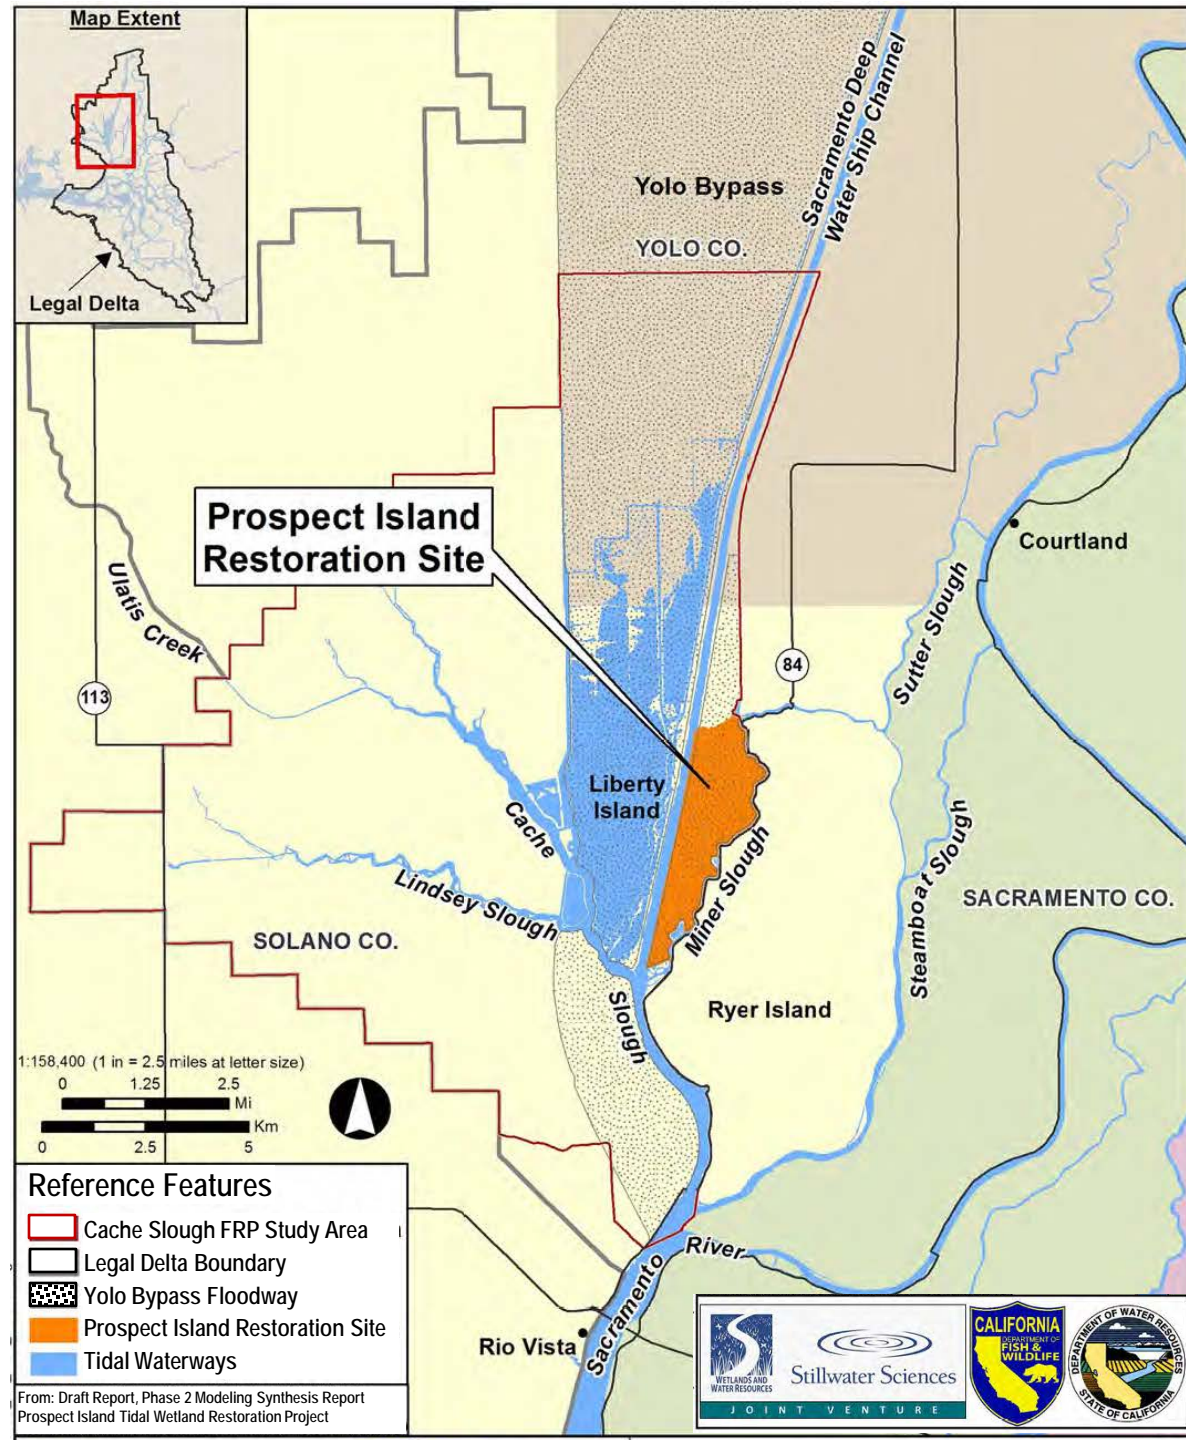 Map Extent
Legal Delta
Sacramento Deep
Water Ship Channel
Yolo Bypass
YOLO CO.
Prospect Island
Restoration Site
Courtland
Ulatis Creek
Sutter Slough
113
84
Liberty
Island
Cache
Lindsey Slough
Miner Slough
Steamboat Slough
SACRAMENTO CO.
SOLANO CO.
Slough
Ryer Island
1:158,400 (1 in = 2.5 miles at letter size)
0 1.25 2.5
Mi
Km
0 2.5 5
Reference Features
Cache Slough FRP Study Area
Legal Delta Boundary
Yolo Bypass Floodway
Prospect Island Restoration Site
Tidal Waterways
From: Draft Report, Phase 2 Modeling Synthesis Report
Prospect Island Tidal Wetland Restoration Project
Sacramento
River
Rio Vista
WETLANDS AND
WATER RESOURCES
Stillwater Sciences
JOINT VENTURE
CALIFORNIA
DEPARTMENT OF
FISH &
WILDLIFE
DEPARTMENT OF WATER RESOURCES
STATE OF CALIFORNIA